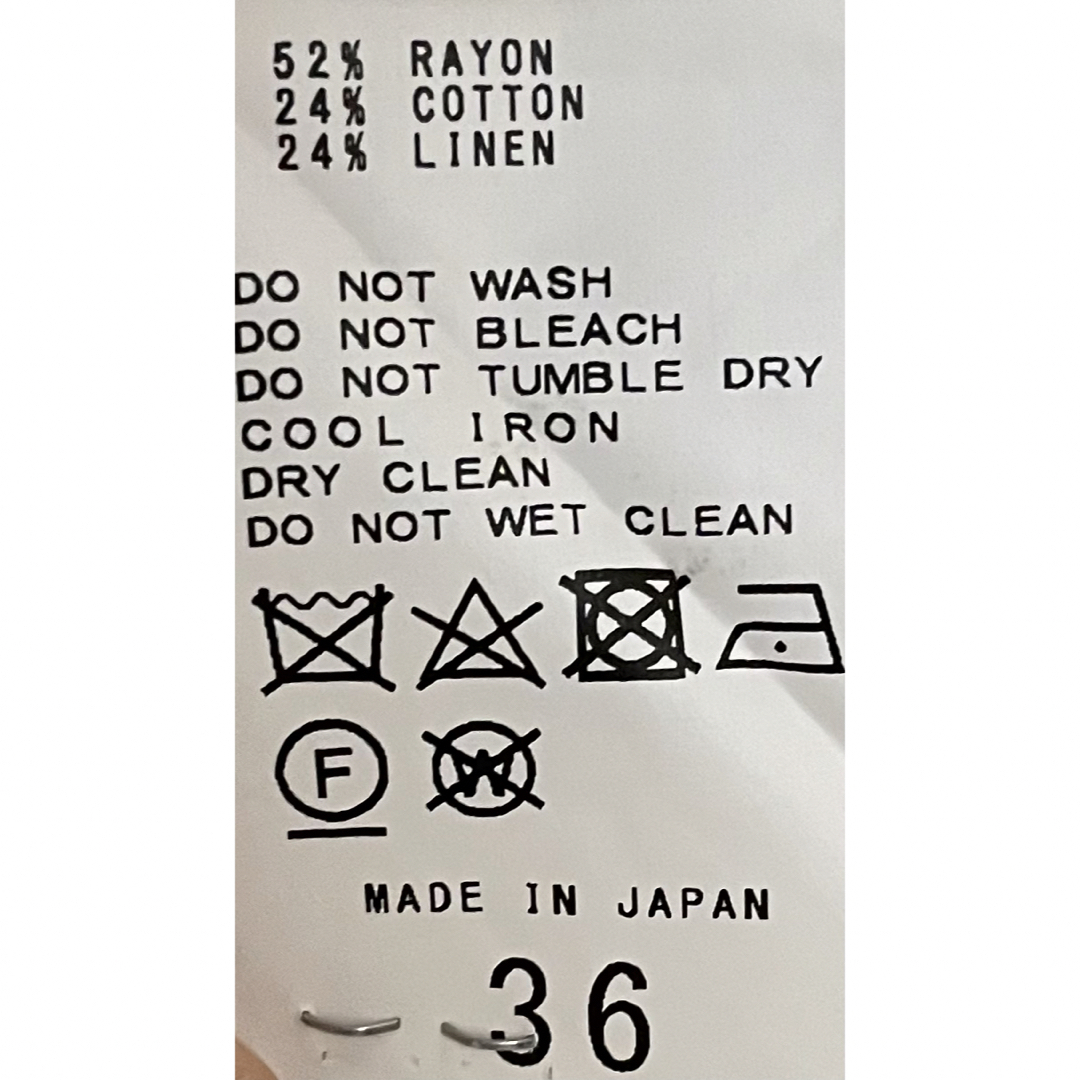 52% RAYON
24% COTTON
24% LINEN
DO NOT WASH
DO NOT BLEACH
DO NOT TUMBLE DRY
COOL IRON
DRY CLEAN
DO NOT WET CLEAN
F W
MADE IN JAPAN
36